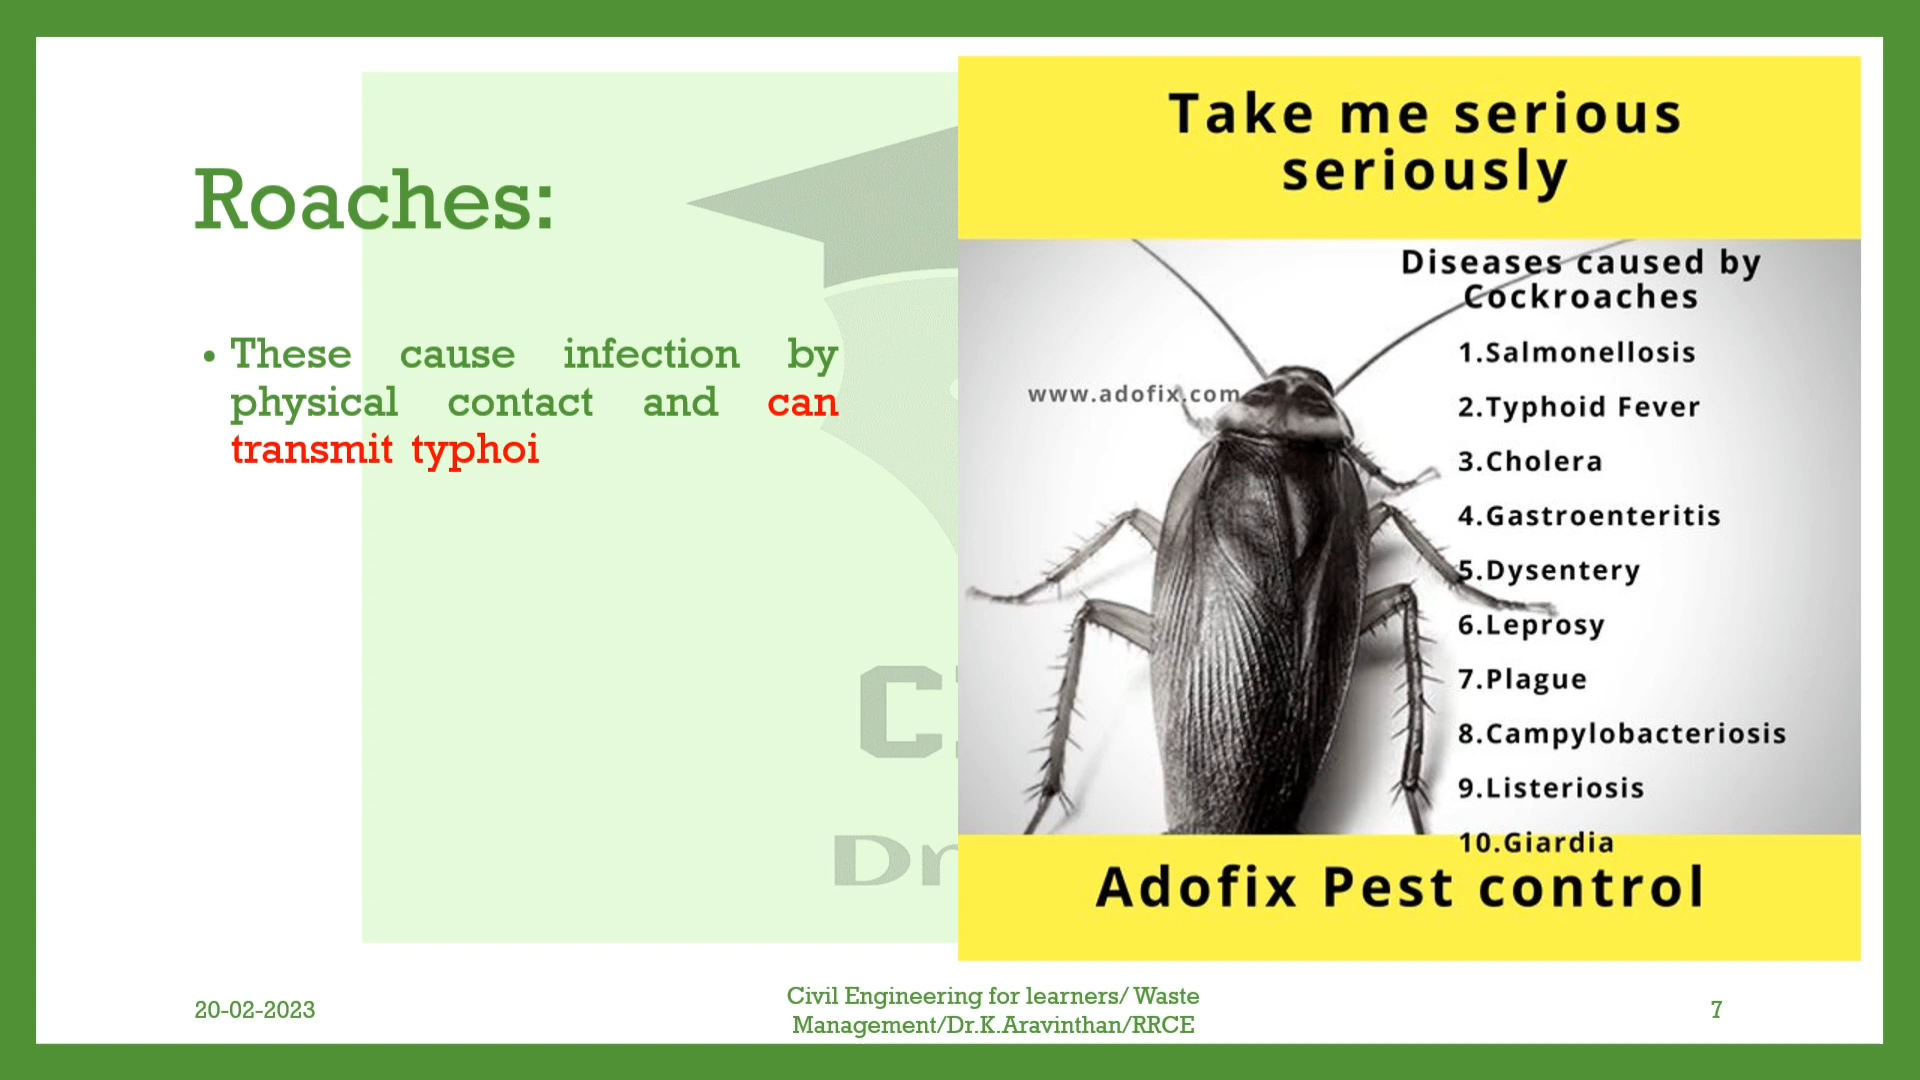 Roaches:
• These cause infection by
physical contact and can
transmit typhoi
Take me serious
seriously
Diseases caused by
Cockroaches
1.Salmonellosis
www.adofix.com
2.Typhoid Fever
3.Cholera
4.Gastroenteritis
5.Dysentery
6.Leprosy
7.Plague
8.Campylobacteriosis
9.Listeriosis
10.Giardia
Adofix Pest control
20-02-2023
Civil Engineering for learners/ Waste
Management/Dr.K.Aravinthan/RRCE
7